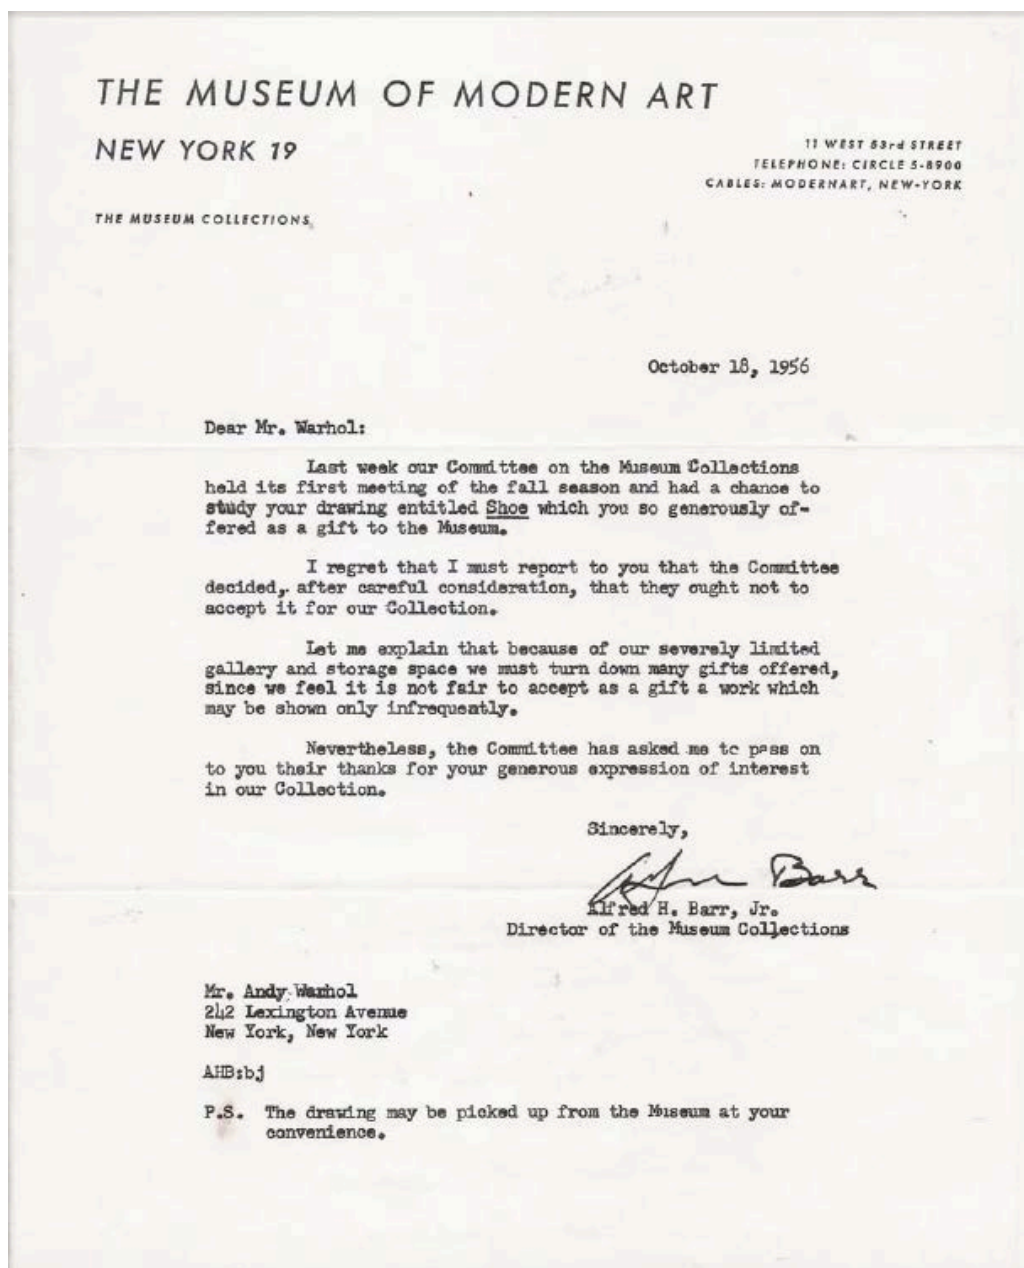 THE MUSEUM OF MODERN ART
NEW YORK 19
11 WEST 53rd STREET
TELEPHONE: CIRCLE 5-8900
CABLES: MODERNART, NEW-YORK
THE MUSEUM COLLECTIONS
October 18, 1956
Dear Mr. Warhol:
Last week our Committee on the Museum Collections
held its first meeting of the fall season and had a chance to
study your drawing entitled Shoe which you so generously of-
fered as a gift to the Museum.
I regret that I must report to you that the Committee
decided, after careful consideration, that they ought not to
accept it for our Collection.
Let me explain that because of our severely limited
gallery and storage space we must turn down many gifts offered,
since we feel it is not fair to accept as a gift a work which
may be shown only infrequently.
Nevertheless, the Committee has asked me to pass on
to you their thanks for your generous expression of interest
in our Collection.
Sincerely,
Barr
Alfred H. Barr, Jr.
Director of the Museum Collections
Mr. Andy Warhol
242 Lexington Avenue
New York, New York
AHB:bj
P.S. The drawing may be picked up from the Museum at your
convenience.